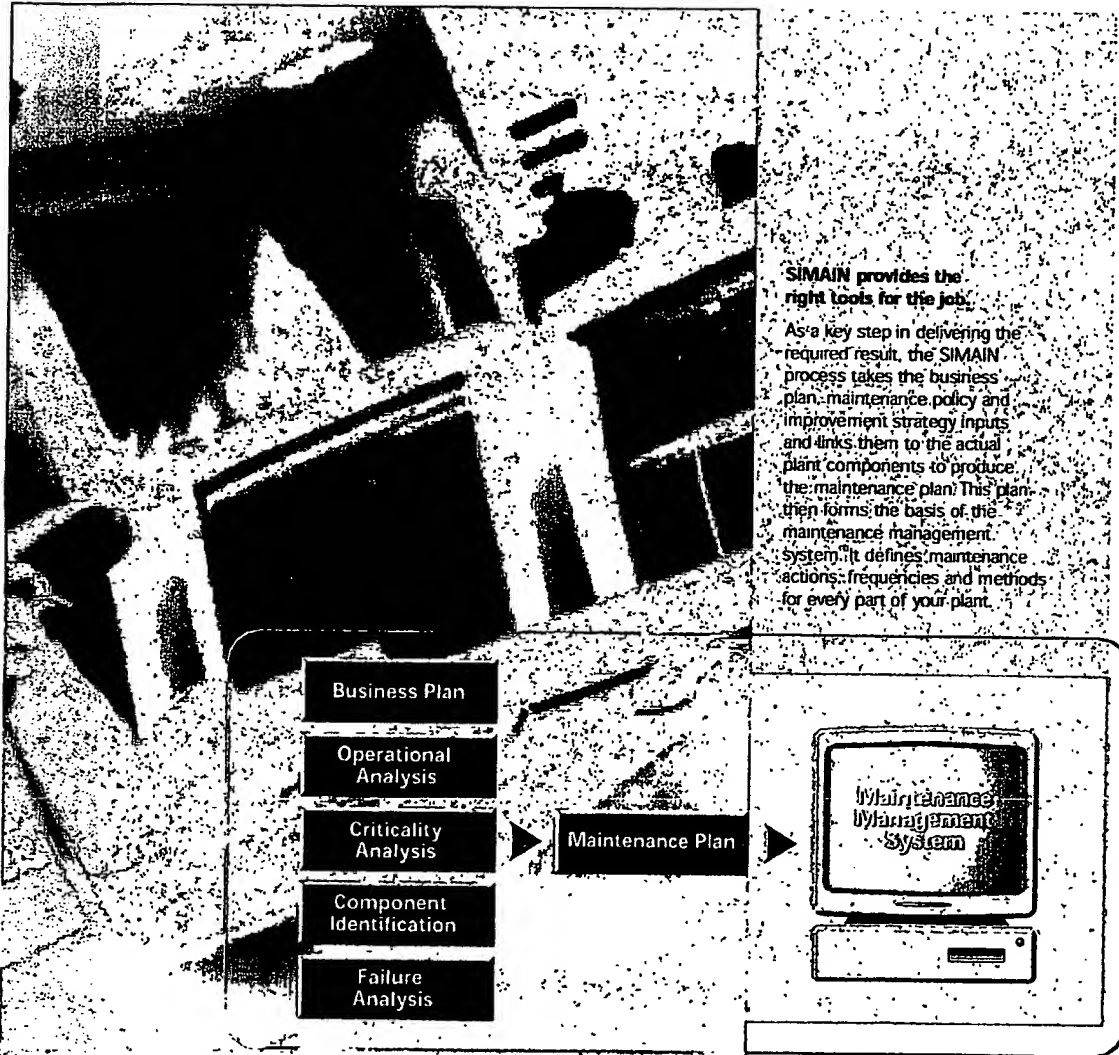 SIMAIN provides the
right tools for the job.
As a key step in delivering the
required result, the SIMAIN
process takes the business
plan, maintenance policy and
improvement strategy inputs
and links them to the actual
plant components to produce
the maintenance plan. This plan
then forms the basis of the
maintenance management
system. It defines maintenance
actions, frequencies and methods
for every part of your plant.
Business Plan
Operational
Analysis
Criticality
Analysis
Component
Identification
Failure
Analysis
Maintenance Plan
Maintenance
Management
System